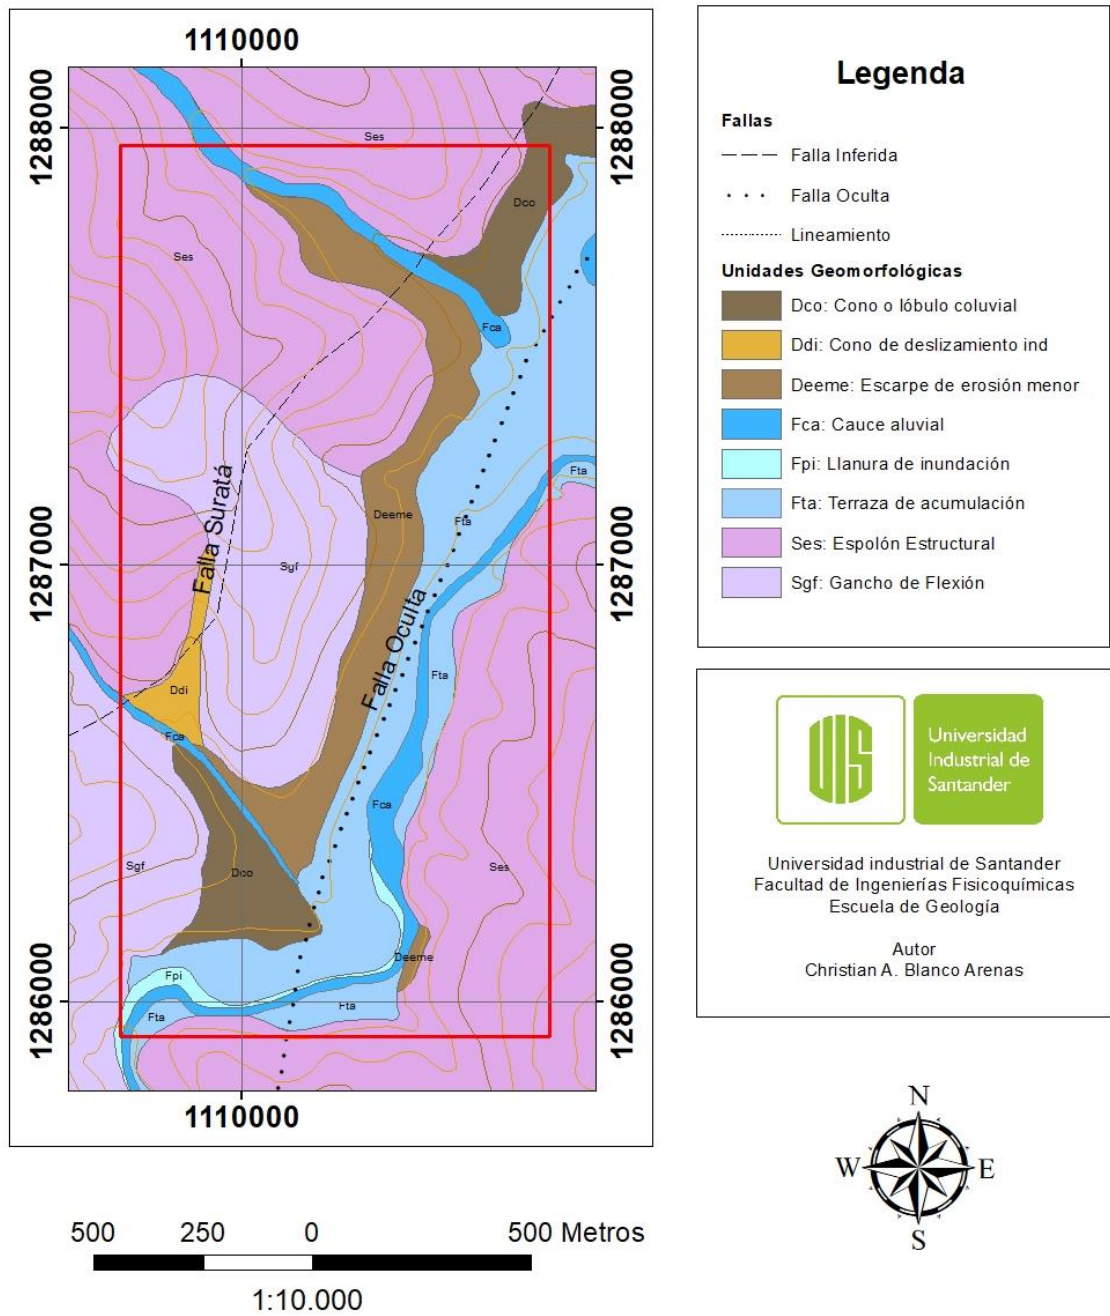 1110000
1288000
1288000
Ses
Dco
Ses
Fca
Fta
Falla Suratá
Deeme
Fta
1287000
1287000
Sgf
Falla Oculta
Fta
Ddi
Fca
Fca
Sgf
Dco
Ses
Deeme
Fpi
1286000
1286000
Fta
Fta
1110000
500 250 0 500 Metros
1:10.000
Legenda
Fallas
Falla Inferida
Falla Oculta
Lineamiento
Unidades Geomorfológicas
Dco: Cono o lóbulo coluvial
Ddi: Cono de deslizamiento ind
Deeme: Escarpe de erosión menor
Fca: Cauce aluvial
Fpi: Llanura de inundación
Fta: Terraza de acumulación
Ses: Espolón Estructural
Sgf: Gancho de Flexión
UIS
Universidad
Industrial de
Santander
Universidad industrial de Santander
Facultad de Ingenierías Fisicoquímicas
Escuela de Geología
Autor
Christian A. Blanco Arenas
N
W E
S